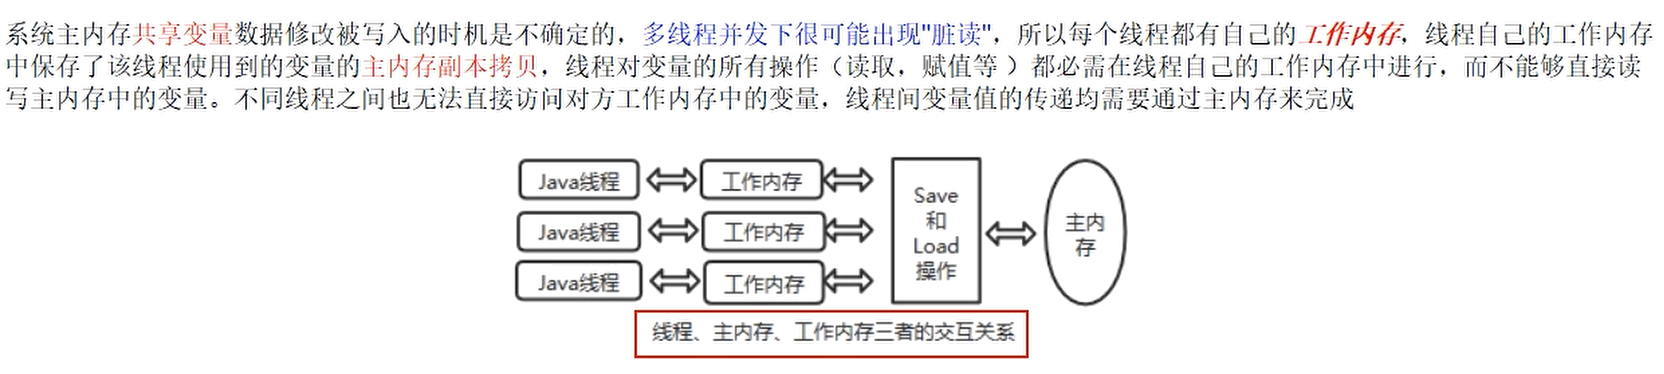 系统主内存共享变量数据修改被写入的时机是不确定的，多线程并发下很可能出现"脏读"，所以每个线程都有自己的工作内存，线程自己的工作内存
中保存了该线程使用到的变量的主内存副本拷贝，线程对变量的所有操作（读取，赋值等 ）都必需在线程自己的工作内存中进行，而不能够直接读
写主内存中的变量。不同线程之间也无法直接访问对方工作内存中的变量，线程间变量值的传递均需要通过主内存来完成
Java线程
工作内存
Java线程
工作内存
Java线程
工作内存
Save
和
Load
操作
主内
存
线程、主内存、工作内存三者的交互关系